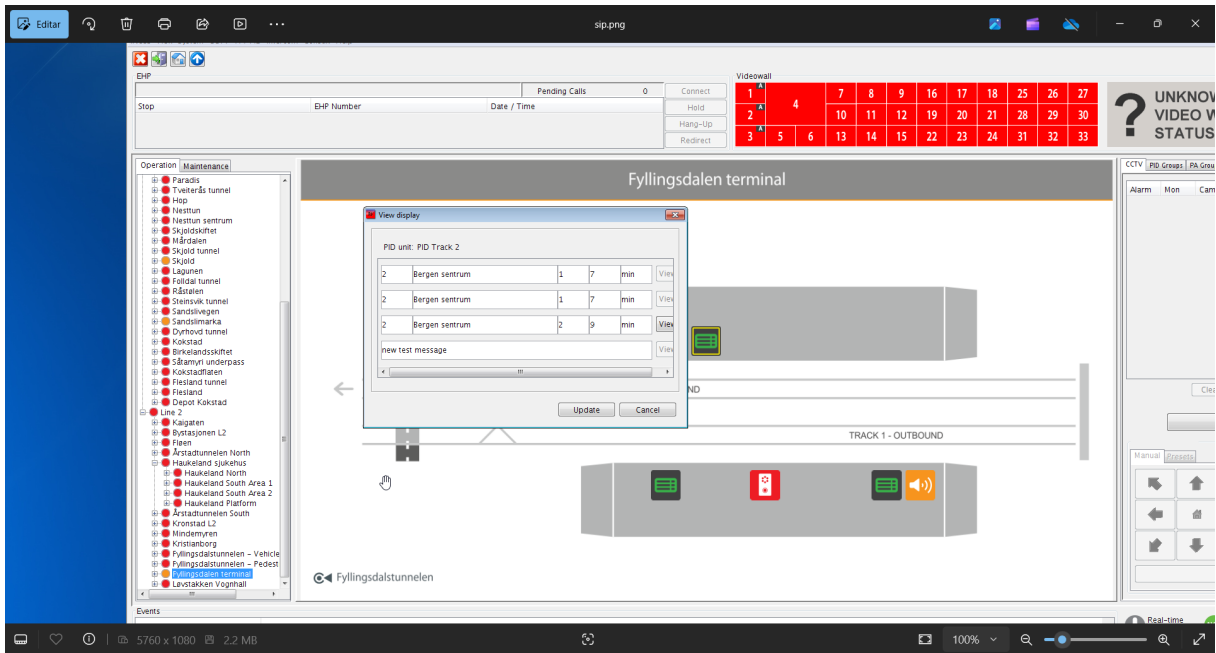 Editar
sip.png
EHP
Pending Calls 0
Stop EHP Number Date / Time
Connect
Hold
Hang-Up
Redirect
Videowall
1 A 4 7 8 9 16 17 18 25 26 27
2 A 10 11 12 19 20 21 28 29 30
3 A 5 6 13 14 15 22 23 24 31 32 33
? UNKNOW
VIDEO W
STATUS
Operation Maintenance
Paradis
Tveiterås tunnel
Hop
Nesttun
Nesttun sentrum
Skjoldskiftet
Mårdalen
Skjold tunnel
Skjold
Lagunen
Folldal tunnel
Råstølen
Steinsvik tunnel
Sandslivegen
Sandslimarka
Dyrhovd tunnel
Kokstad
Birkelandsskiftet
Såtamyri underpass
Kokstadflaten
Flesland tunnel
Flesland
Depot Kokstad
Line 2
Kaigaten
Bystasjonen L2
Fløen
Årstadtunnelen North
Haukeland sjukehus
Haukeland North
Haukeland South Area 1
Haukeland South Area 2
Haukeland Platform
Årstadtunnelen South
Kronstad L2
Mindemyren
Kristianborg
Fyllingsdalstunnelen – Vehicle
Fyllingsdalstunnelen – Pedest
Fyllingsdalen terminal
Løvstakken Vognhall
Fyllingsdalen terminal
View display
PID unit: PID Track 2
2 Bergen sentrum 1 7 min View
2 Bergen sentrum 1 7 min View
2 Bergen sentrum 2 9 min View
new test message View
Update Cancel
ND
TRACK 1 - OUTBOUND
Fyllingsdalstunnelen
CCTV PID Groups PA Grou
Alarm Mon Cam
Clea
Manual Presets
Events
Real-time
5760 x 1080 2.2 MB
100%